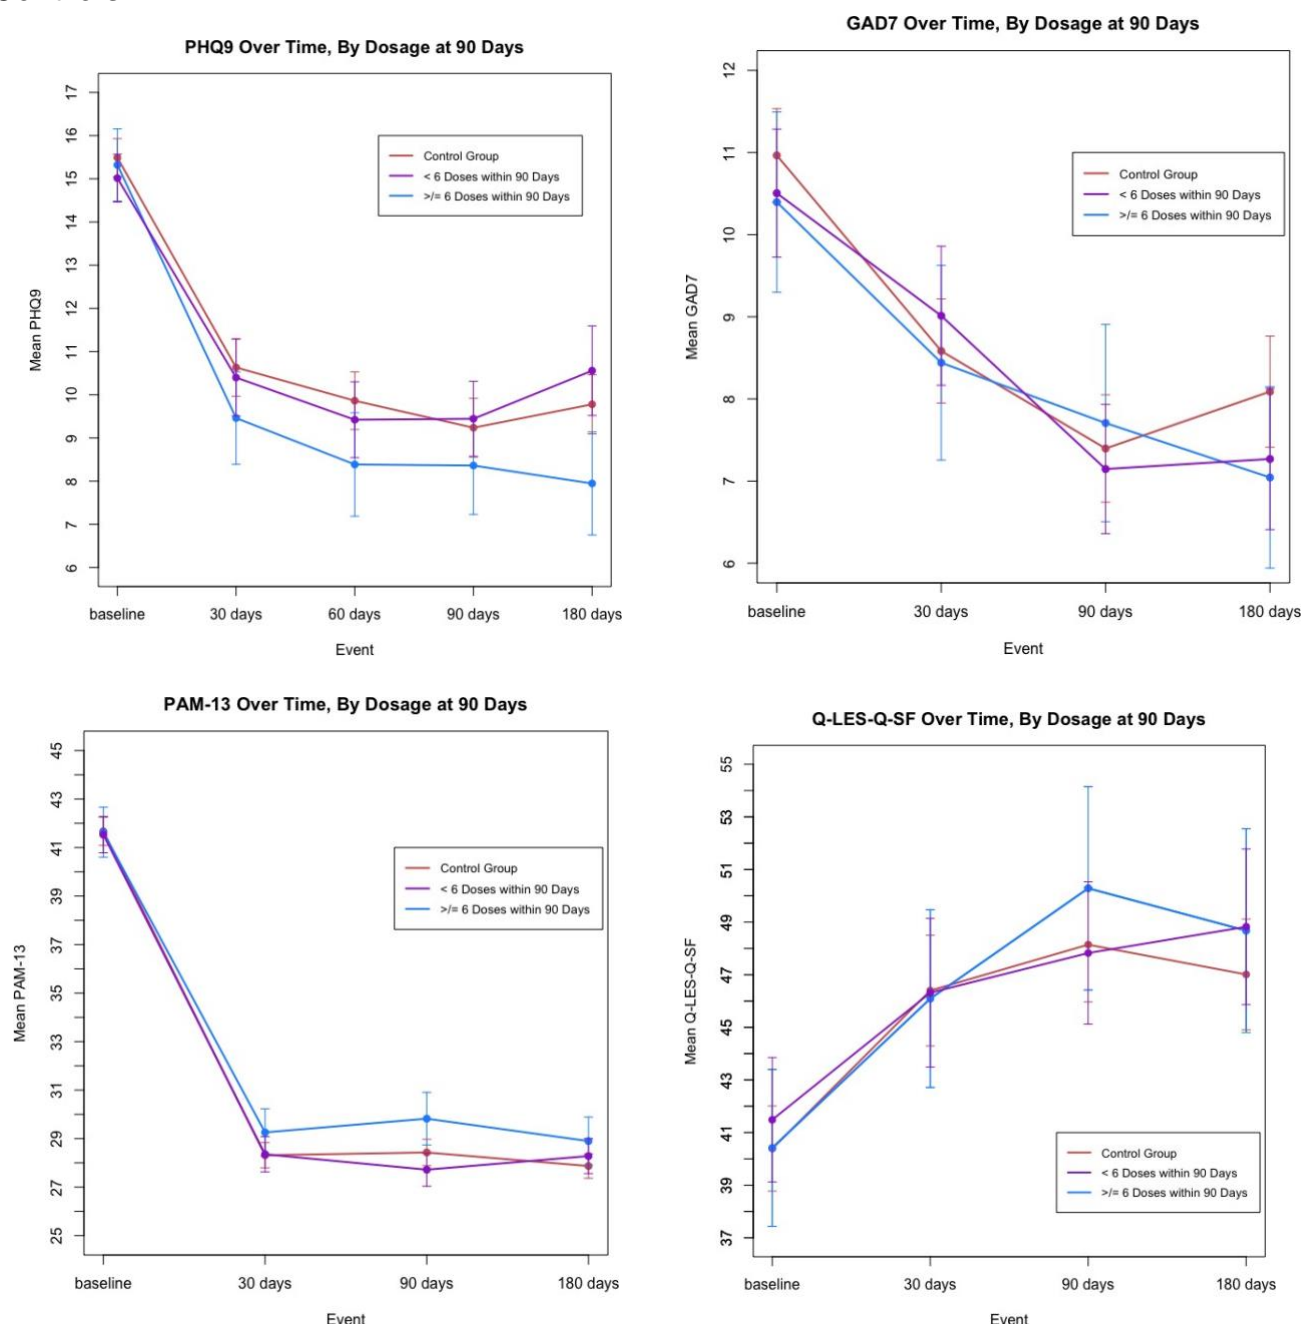 PHQ9 Over Time, By Dosage at 90 Days
17
16
15
14
13
12
11
10
9
8
7
6
Mean PHQ9
Control Group
< 6 Doses within 90 Days
>/= 6 Doses within 90 Days
baseline 30 days 60 days 90 days 180 days
Event
GAD7 Over Time, By Dosage at 90 Days
12
11
10
9
8
7
6
Mean GAD7
Control Group
< 6 Doses within 90 Days
>/= 6 Doses within 90 Days
baseline 30 days 90 days 180 days
Event
PAM-13 Over Time, By Dosage at 90 Days
45
43
41
39
37
35
33
31
29
27
25
Mean PAM-13
Control Group
< 6 Doses within 90 Days
>/= 6 Doses within 90 Days
baseline 30 days 90 days 180 days
Event
Q-LES-Q-SF Over Time, By Dosage at 90 Days
55
53
51
49
47
45
43
41
39
37
Mean Q-LES-Q-SF
Control Group
< 6 Doses within 90 Days
>/= 6 Doses within 90 Days
baseline 30 days 90 days 180 days
Event